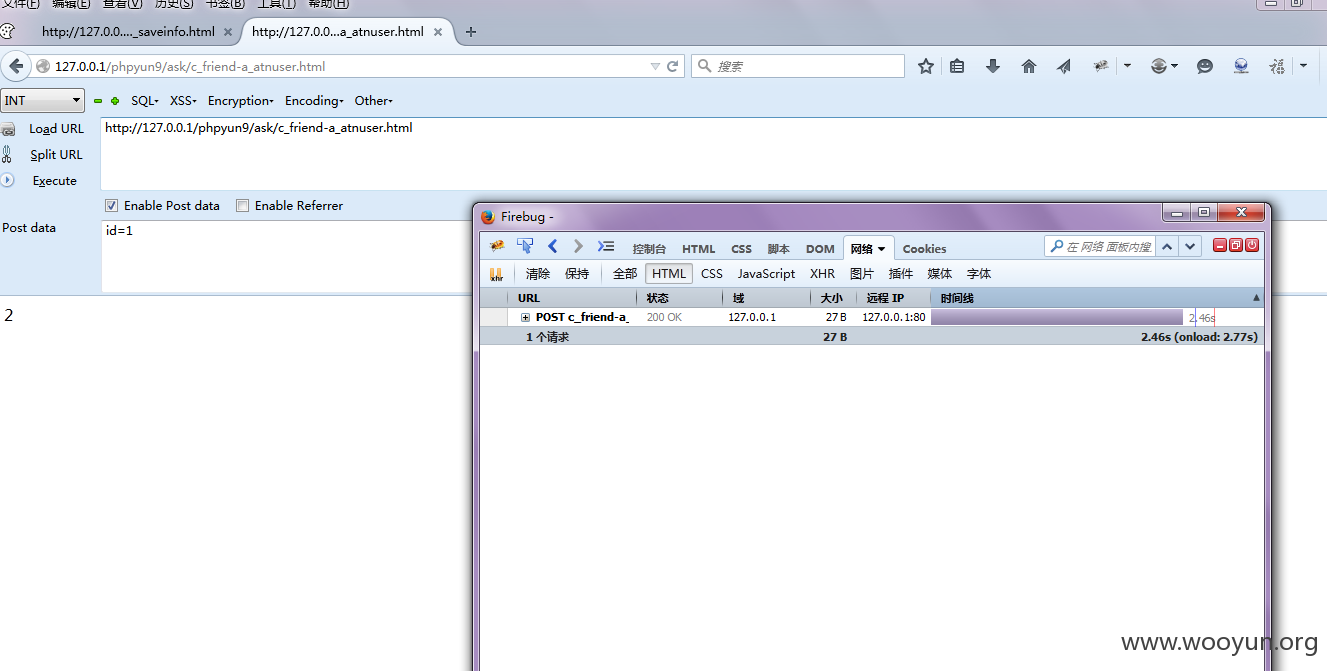 文件(F) 编辑(E) 查看(V) 历史(S) 书签(B) 工具(T) 帮助(H)
http://127.0.0...._saveinfo.html × http://127.0.0...a_atnuser.html × +
127.0.0.1/phpyun9/ask/c_friend-a_atnuser.html 搜索
INT SQL XSS Encryption Encoding Other
Load URL http://127.0.0.1/phpyun9/ask/c_friend-a_atnuser.html
Split URL
Execute
Enable Post data Enable Referrer
Post data id=1
2
Firebug -
控制台 HTML CSS 脚本 DOM 网络 Cookies 在 网络 面板内搜
清除 保持 全部 HTML CSS JavaScript XHR 图片 插件 媒体 字体
URL 状态 域 大小 远程 IP 时间线
POST c_friend-a_ 200 OK 127.0.0.1 27 B 127.0.0.1:80 2.46s
1 个请求 27 B 2.46s (onload: 2.77s)
www.wooyun.org